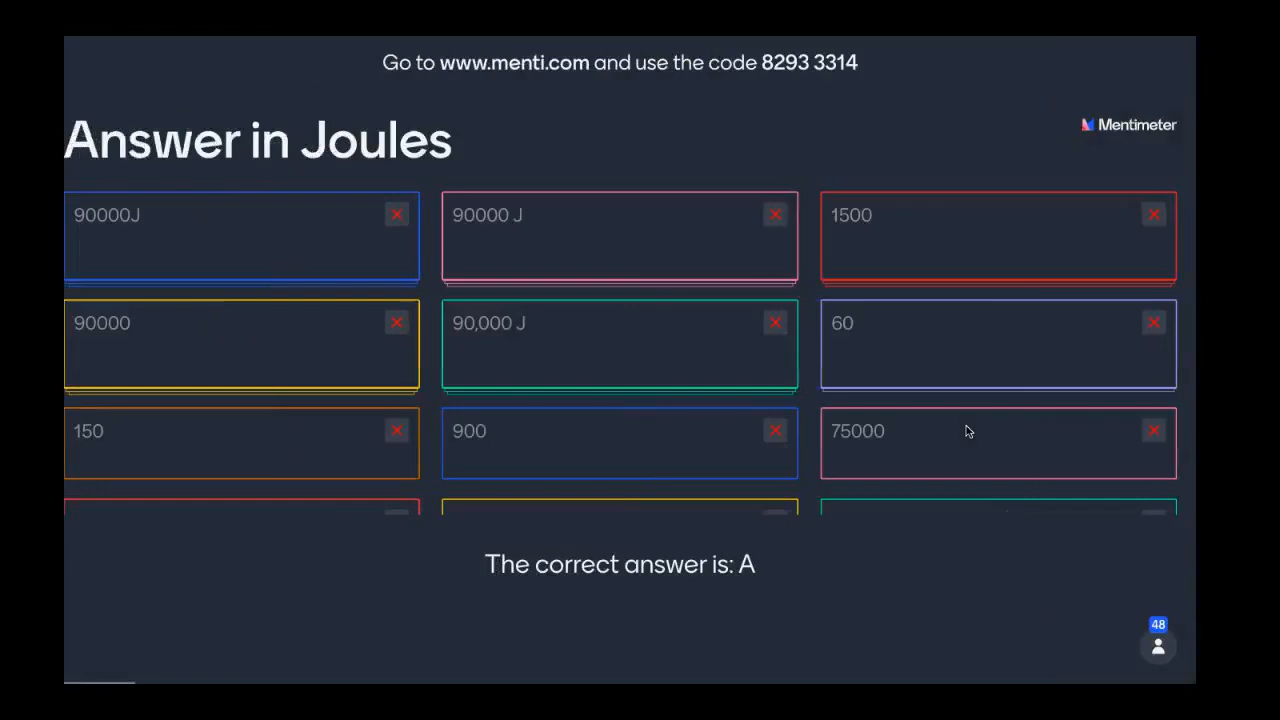 Go to www.menti.com and use the code 8293 3314
Answer in Joules
Mentimeter
90000J
90000 J
1500
90000
90,000 J
60
150
900
75000
The correct answer is: A
48